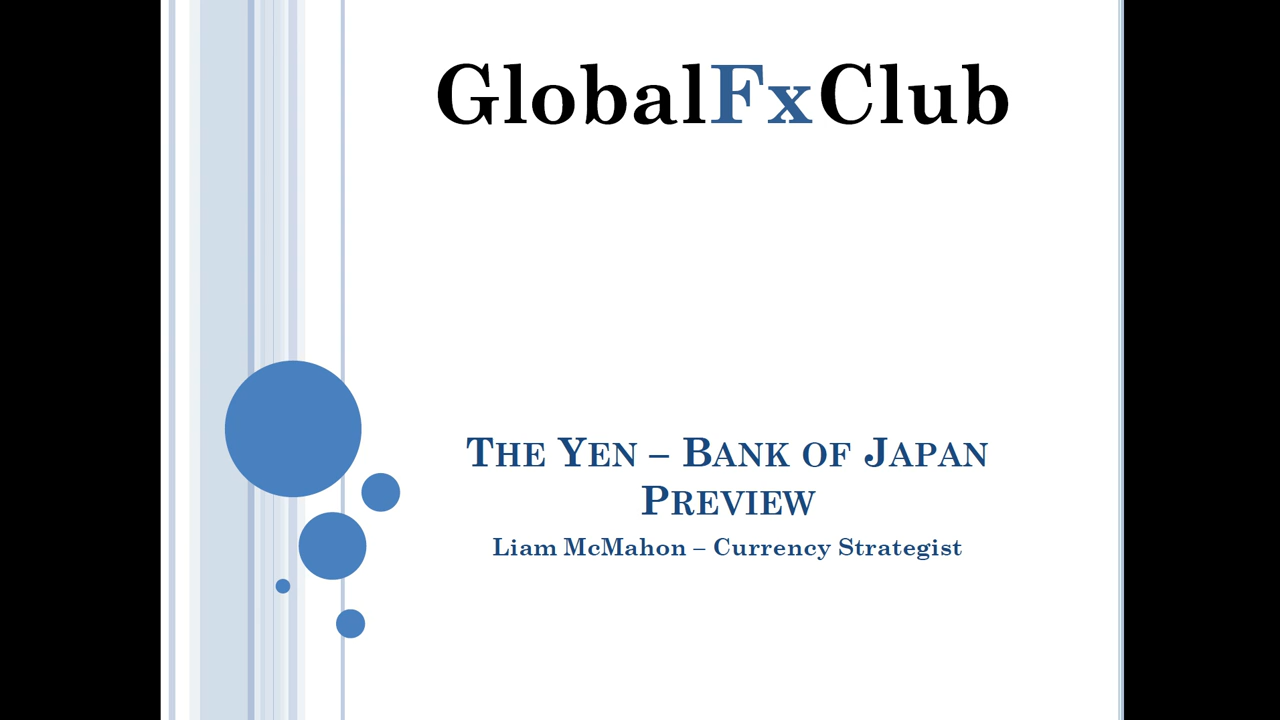 GlobalFxClub
The Yen – Bank of Japan
Preview
Liam McMahon – Currency Strategist